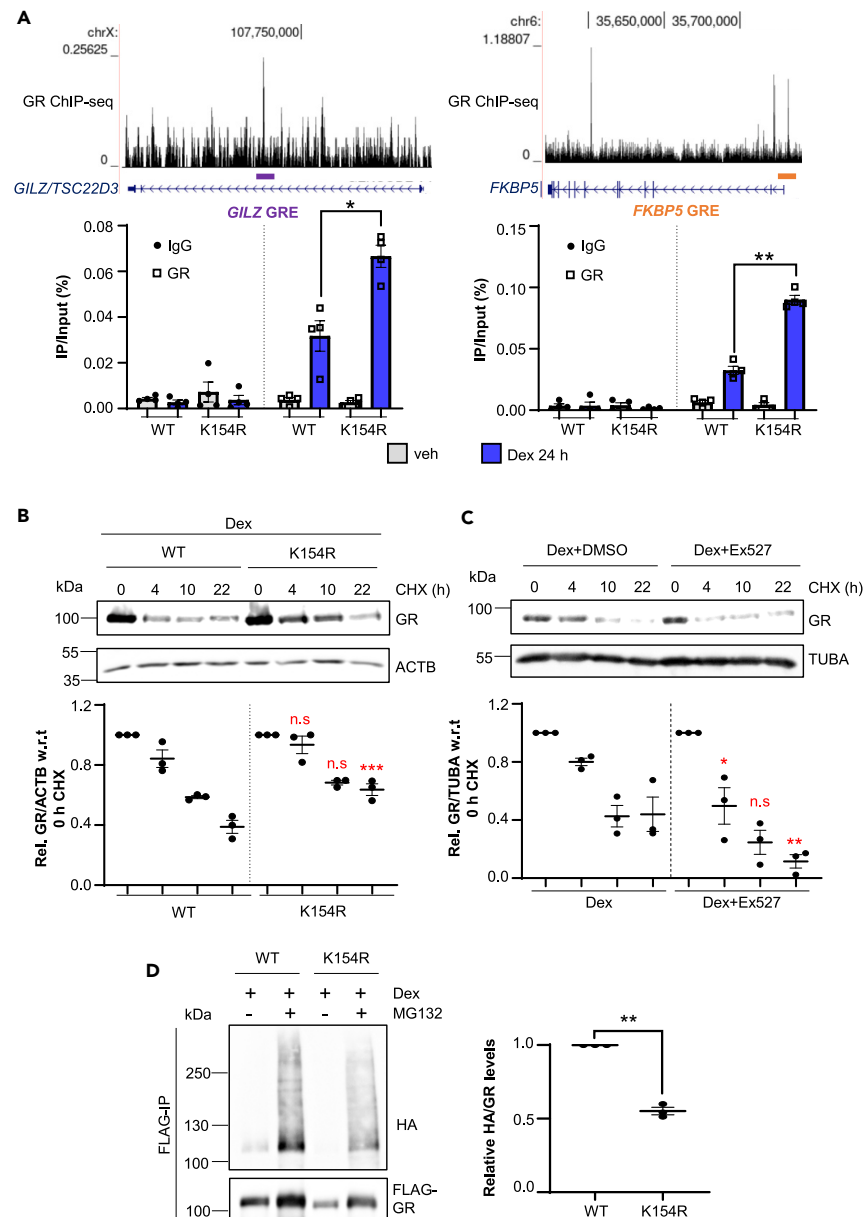 A
chrX:
107,750,000
0.25625
GR ChIP-seq
0
GILZ/TSC22D3
GILZ GRE
chr6:
35,650,000
35,700,000
1.18807
GR ChIP-seq
0
FKBP5
FKBP5 GRE
IP/Input (%)
0.08
0.06
0.04
0.02
0.00
IgG
GR
*
WT
K154R
WT
K154R
IP/Input (%)
0.15
0.10
0.05
0.00
IgG
GR
**
WT
K154R
WT
K154R
veh
Dex 24 h
B
Dex
WT
K154R
kDa
0 4 10 22 0 4 10 22 CHX (h)
100
GR
55
35
ACTB
Rel. GR/ACTB w.r.t
0 h CHX
1.2
0.8
0.4
0.0
n.s
n.s
***
WT
K154R
C
Dex+DMSO
Dex+Ex527
kDa
0 4 10 22 0 4 10 22 CHX (h)
100
GR
55
TUBA
Rel. GR/TUBA w.r.t
0 h CHX
1.2
0.8
0.4
0.0
*
n.s
**
Dex
Dex+Ex527
D
WT
K154R
+ + + + Dex
kDa - + - + MG132
FLAG-IP
250
130
100
HA
100
FLAG-
GR
Relative HA/GR levels
1.0
0.5
0.0
**
WT
K154R